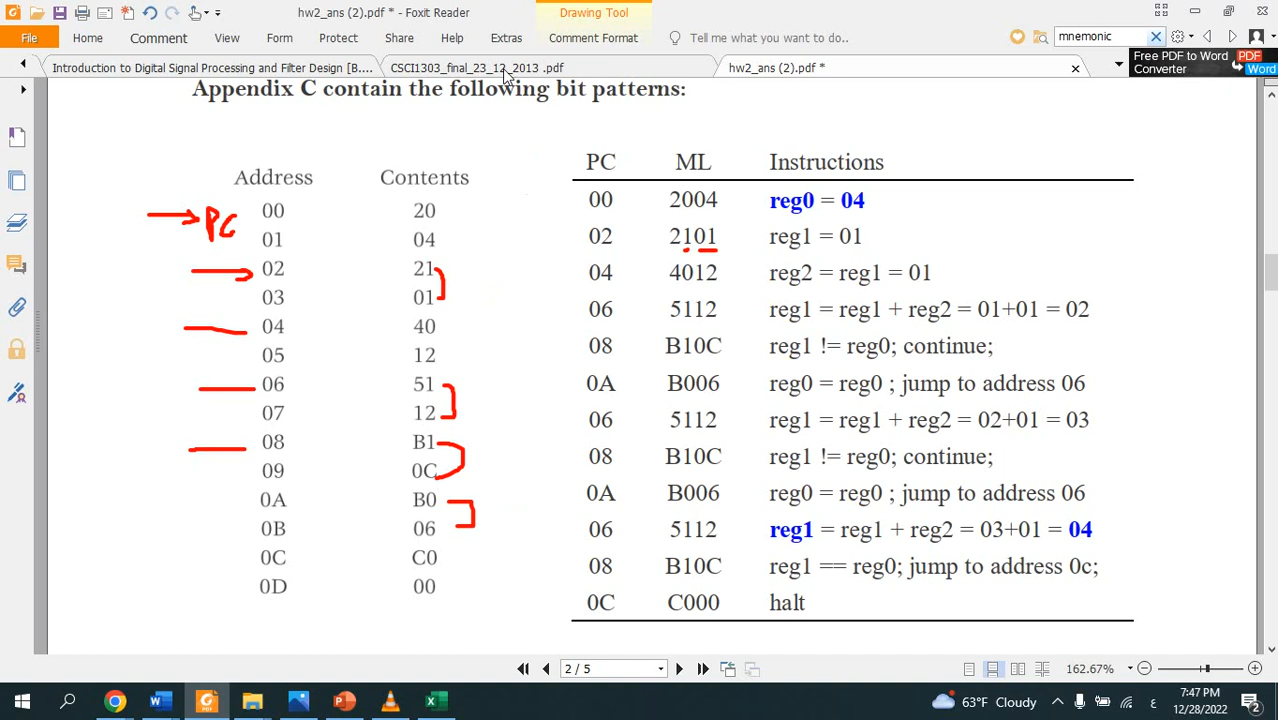 hw2_ans (2).pdf * - Foxit Reader
Drawing Tool
File Home Comment View Form Protect Share Help Extras Comment Format Tell me what you want to do.. mnemonic
Introduction to Digital Signal Processing and Filter Design [B.... CSCI1303_final_23_12_2013f.pdf hw2_ans (2).pdf *
Free PDF to Word Converter
PDF
Word
Appendix C contain the following bit patterns:
Address Contents
PC 00 20
01 04
02 21
03 01
04 40
05 12
06 51
07 12
08 B1
09 0C
0A B0
0B 06
0C C0
0D 00
PC ML Instructions
00 2004 reg0 = 04
02 2101 reg1 = 01
04 4012 reg2 = reg1 = 01
06 5112 reg1 = reg1 + reg2 = 01+01 = 02
08 B10C reg1 != reg0; continue;
0A B006 reg0 = reg0 ; jump to address 06
06 5112 reg1 = reg1 + reg2 = 02+01 = 03
08 B10C reg1 != reg0; continue;
0A B006 reg0 = reg0 ; jump to address 06
06 5112 reg1 = reg1 + reg2 = 03+01 = 04
08 B10C reg1 == reg0; jump to address 0c;
0C C000 halt
2 / 5 162.67%
63°F Cloudy ع 7:47 PM
12/28/2022 2